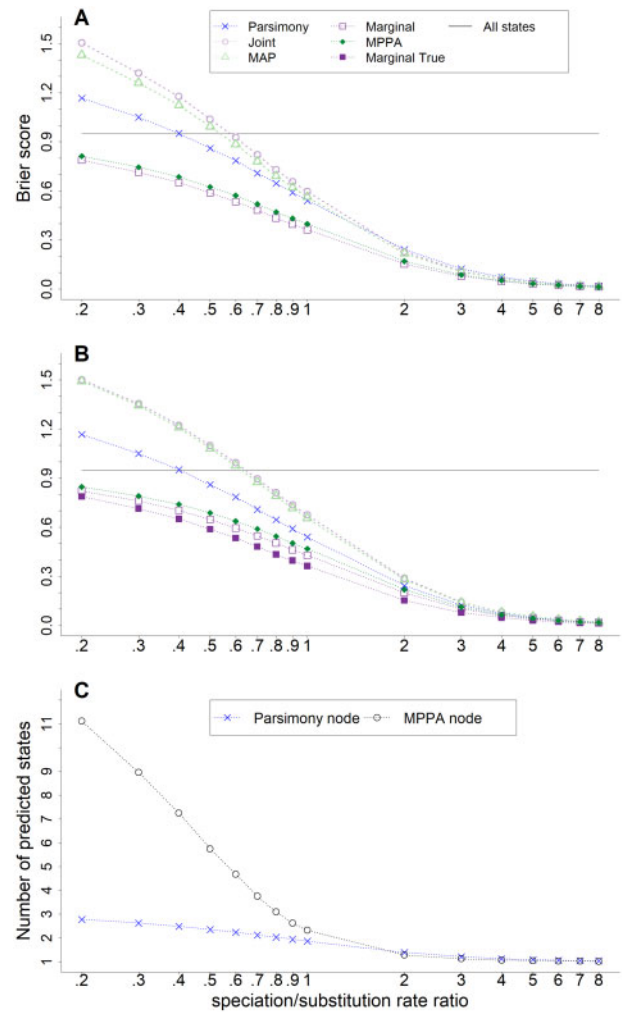 A
Parsimony Marginal All states
Joint MPPA
MAP Marginal True
Brier score
1.5
1.2
0.9
0.6
0.3
0.0
.2 .3 .4 .5 .6 .7 .8 .9 1 2 3 4 5 6 7 8
B
Brier score
1.5
1.2
0.9
0.6
0.3
0.0
.2 .3 .4 .5 .6 .7 .8 .9 1 2 3 4 5 6 7 8
C
Parsimony node MPPA node
Number of predicted states
11
9
8
7
6
5
4
3
2
1
.2 .3 .4 .5 .6 .7 .8 .9 1 2 3 4 5 6 7 8
speciation/substitution rate ratio